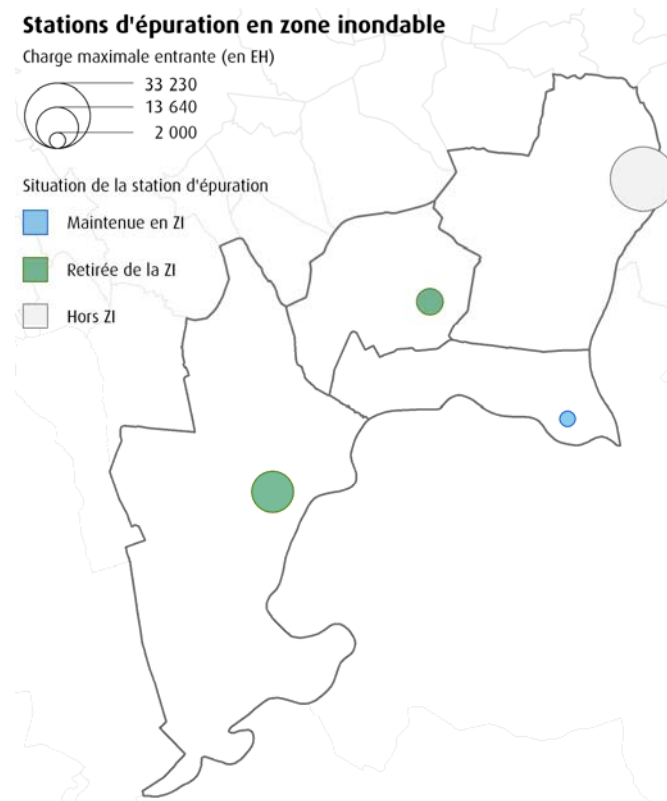 Stations d'épuration en zone inondable
Charge maximale entrante (en EH)
33 230
13 640
2 000
Situation de la station d'épuration
Maintenue en ZI
Retirée de la ZI
Hors ZI